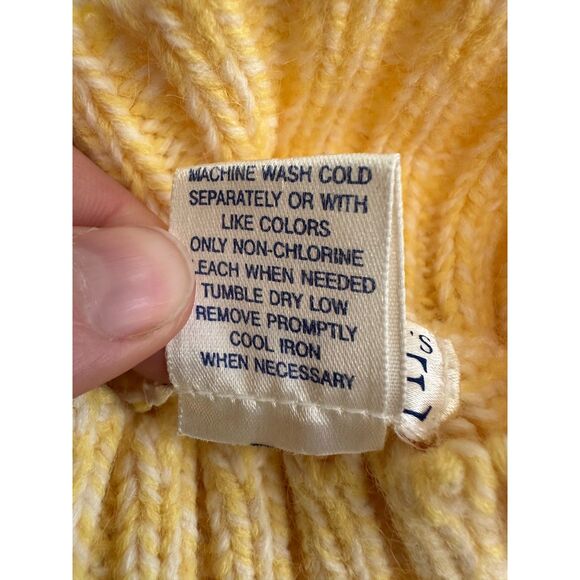 MACHINE WASH COLD
SEPARATELY OR WITH
LIKE COLORS
ONLY NON-CHLORINE
LEACH WHEN NEEDED
TUMBLE DRY LOW
REMOVE PROMPTLY
COOL IRON
WHEN NECESSARY